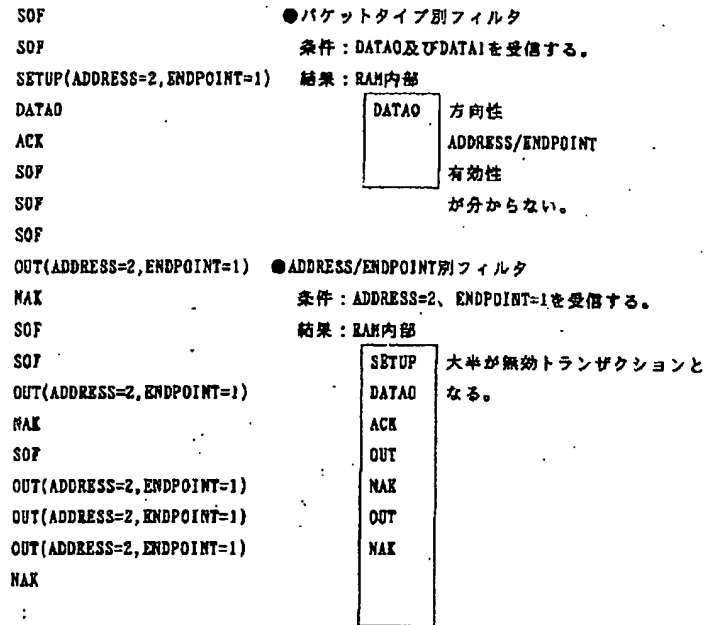 SOF
SOF
SETUP(ADDRESS=2,ENDPOINT=1)
DATA0
ACK
SOF
SOF
SOF
OUT(ADDRESS=2,ENDPOINT=1)
NAK
SOF
SOF
OUT(ADDRESS=2,ENDPOINT=1)
NAK
SOF
OUT(ADDRESS=2,ENDPOINT=1)
OUT(ADDRESS=2,ENDPOINT=1)
OUT(ADDRESS=2,ENDPOINT=1)
NAK
:
●パケットタイプ別フィルタ
条件:DATA0及びDATA1を受信する。
結果:RAM内部
DATA0
方向性
ADDRESS/ENDPOINT
有効性
が分からない。
●ADDRESS/ENDPOINT別フィルタ
条件:ADDRESS=2、ENDPOINT=1を受信する。
結果:RAM内部
SETUP
DATA0
ACK
OUT
NAK
OUT
NAK
大半が無効トランザクションと
なる。